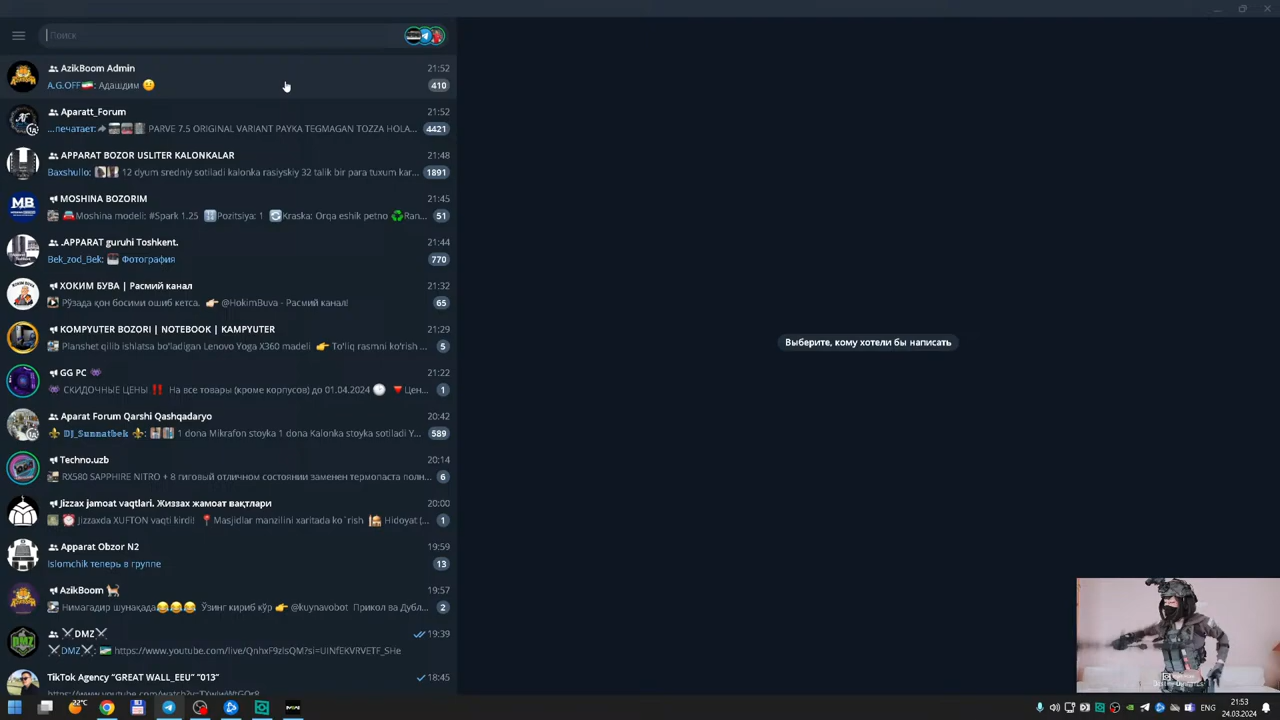 Поиск
AzikBoom Admin 21:52
A.G.OFF: Адашдим 410
Aparatt_Forum 21:52
...печатает: PARVE 7.5 ORIGINAL VARIANT PAYKA TEGMAGAN TOZZA HOLA... 4421
APPARAT BOZOR USLITER KALONKALAR 21:48
Baxshullo: 12 dyum sredniy sotiladi kalonka rasiyskiy 32 talik bir para tuxum kar... 1891
MOSHINA BOZORIM 21:45
Moshina modeli: #Spark 1.25 Pozitsiya: 1 Kraska: Orqa eshik petno Ran... 51
.APPARAT guruhi Toshkent. 21:44
Bek_zod_Bek: Фотография 770
ХОКИМ БУВА | Расмий канал 21:32
Рўзада қон босими ошиб кетса. 👉 @HokimBuva - Расмий канал! 65
KOMPYUTER BOZORI | NOTEBOOK | KAMPYUTER 21:29
Planshet qilib ishlatsa bo'ladigan Lenovo Yoga X360 madeli 👉 To'liq rasmni ko'rish ... 5
GG PC 👾 21:22
👾 СКИДОЧНЫЕ ЦЕНЫ ‼️ На все товары (кроме корпусов) до 01.04.2024 🕒 🔻Цен... 1
Aparat Forum Qarshi Qashqadaryo 20:42
⚜ DJ_Sunnatbek ⚜: 1 dona Mikrafon stoyka 1 dona Kalonka stoyka sotiladi Y... 589
Techno.uzb 20:14
RX580 SAPPHIRE NITRO + 8 гиговый отличном состоянии заменен термопаста полн... 6
Jizzax jamoat vaqtlari. Жиззах жамоат вақтлари 20:00
⏰ Jizzaxda XUFTON vaqti kirdi! 📍Masjidlar manzilini xaritada ko`rish 🕌 Hidoyat (... 1
Apparat Obzor N2 19:59
Islomchik теперь в группе 13
AzikBoom 🐈 19:57
Нимагадир шунақада😂😂😂 Ўзинг кириб кўр 👉 @kuynavobot Прикол ва Дубл... 2
⚔DMZ⚔ 19:39
⚔DMZ⚔: https://www.youtube.com/live/QnhxF9zlsQM?si=UINfEKVRVETF_SHe
TikTok Agency “GREAT WALL_EEU” “013” 18:45
Выберите, кому хотели бы написать
22°C
ENG
21:53
24.03.2024